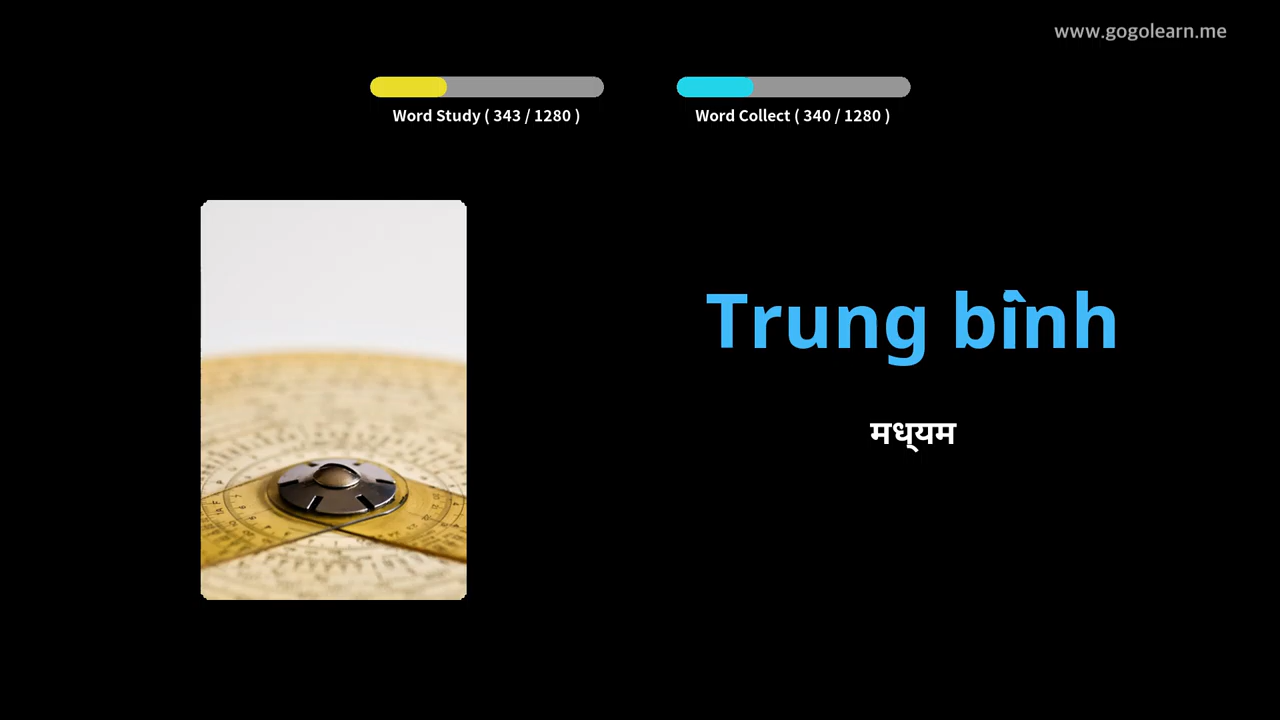 www.gogolearn.me
Word Study ( 343 / 1280 )
Word Collect ( 340 / 1280 )
Trung bình
मध्यम